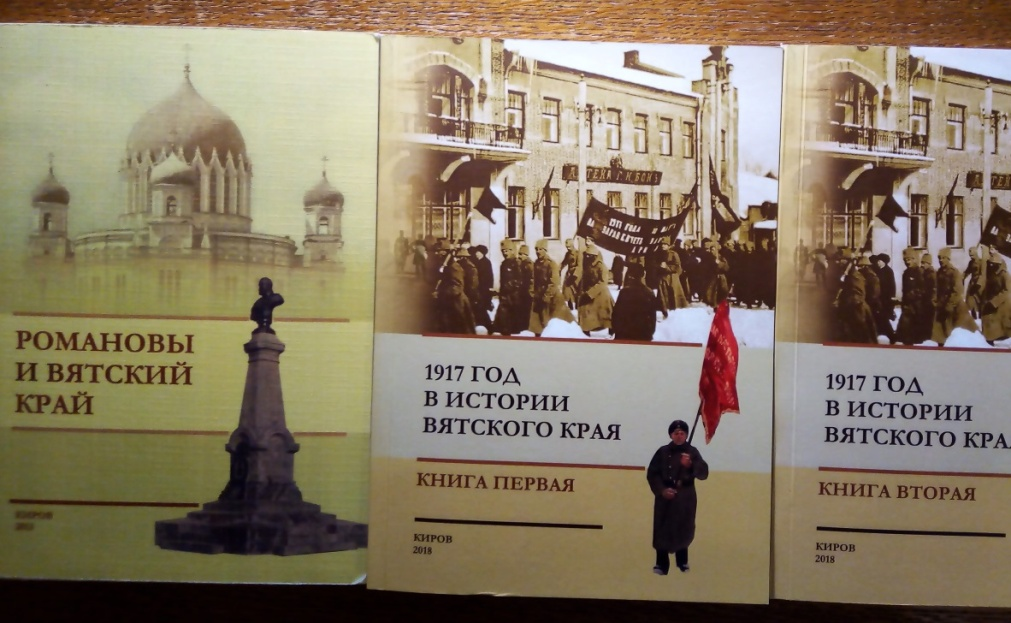 РОМАНОВЫ
И ВЯТСКИЙ
КРАЙ
КИРОВ
АПТЕКА
1917 ГОД
В ИСТОРИИ
ВЯТСКОГО КРАЯ
КНИГА ПЕРВАЯ
КИРОВ
2018
1917 ГОД
В ИСТОРИИ
ВЯТСКОГО КРА
КНИГА ВТОРАЯ
КИРОВ
2018